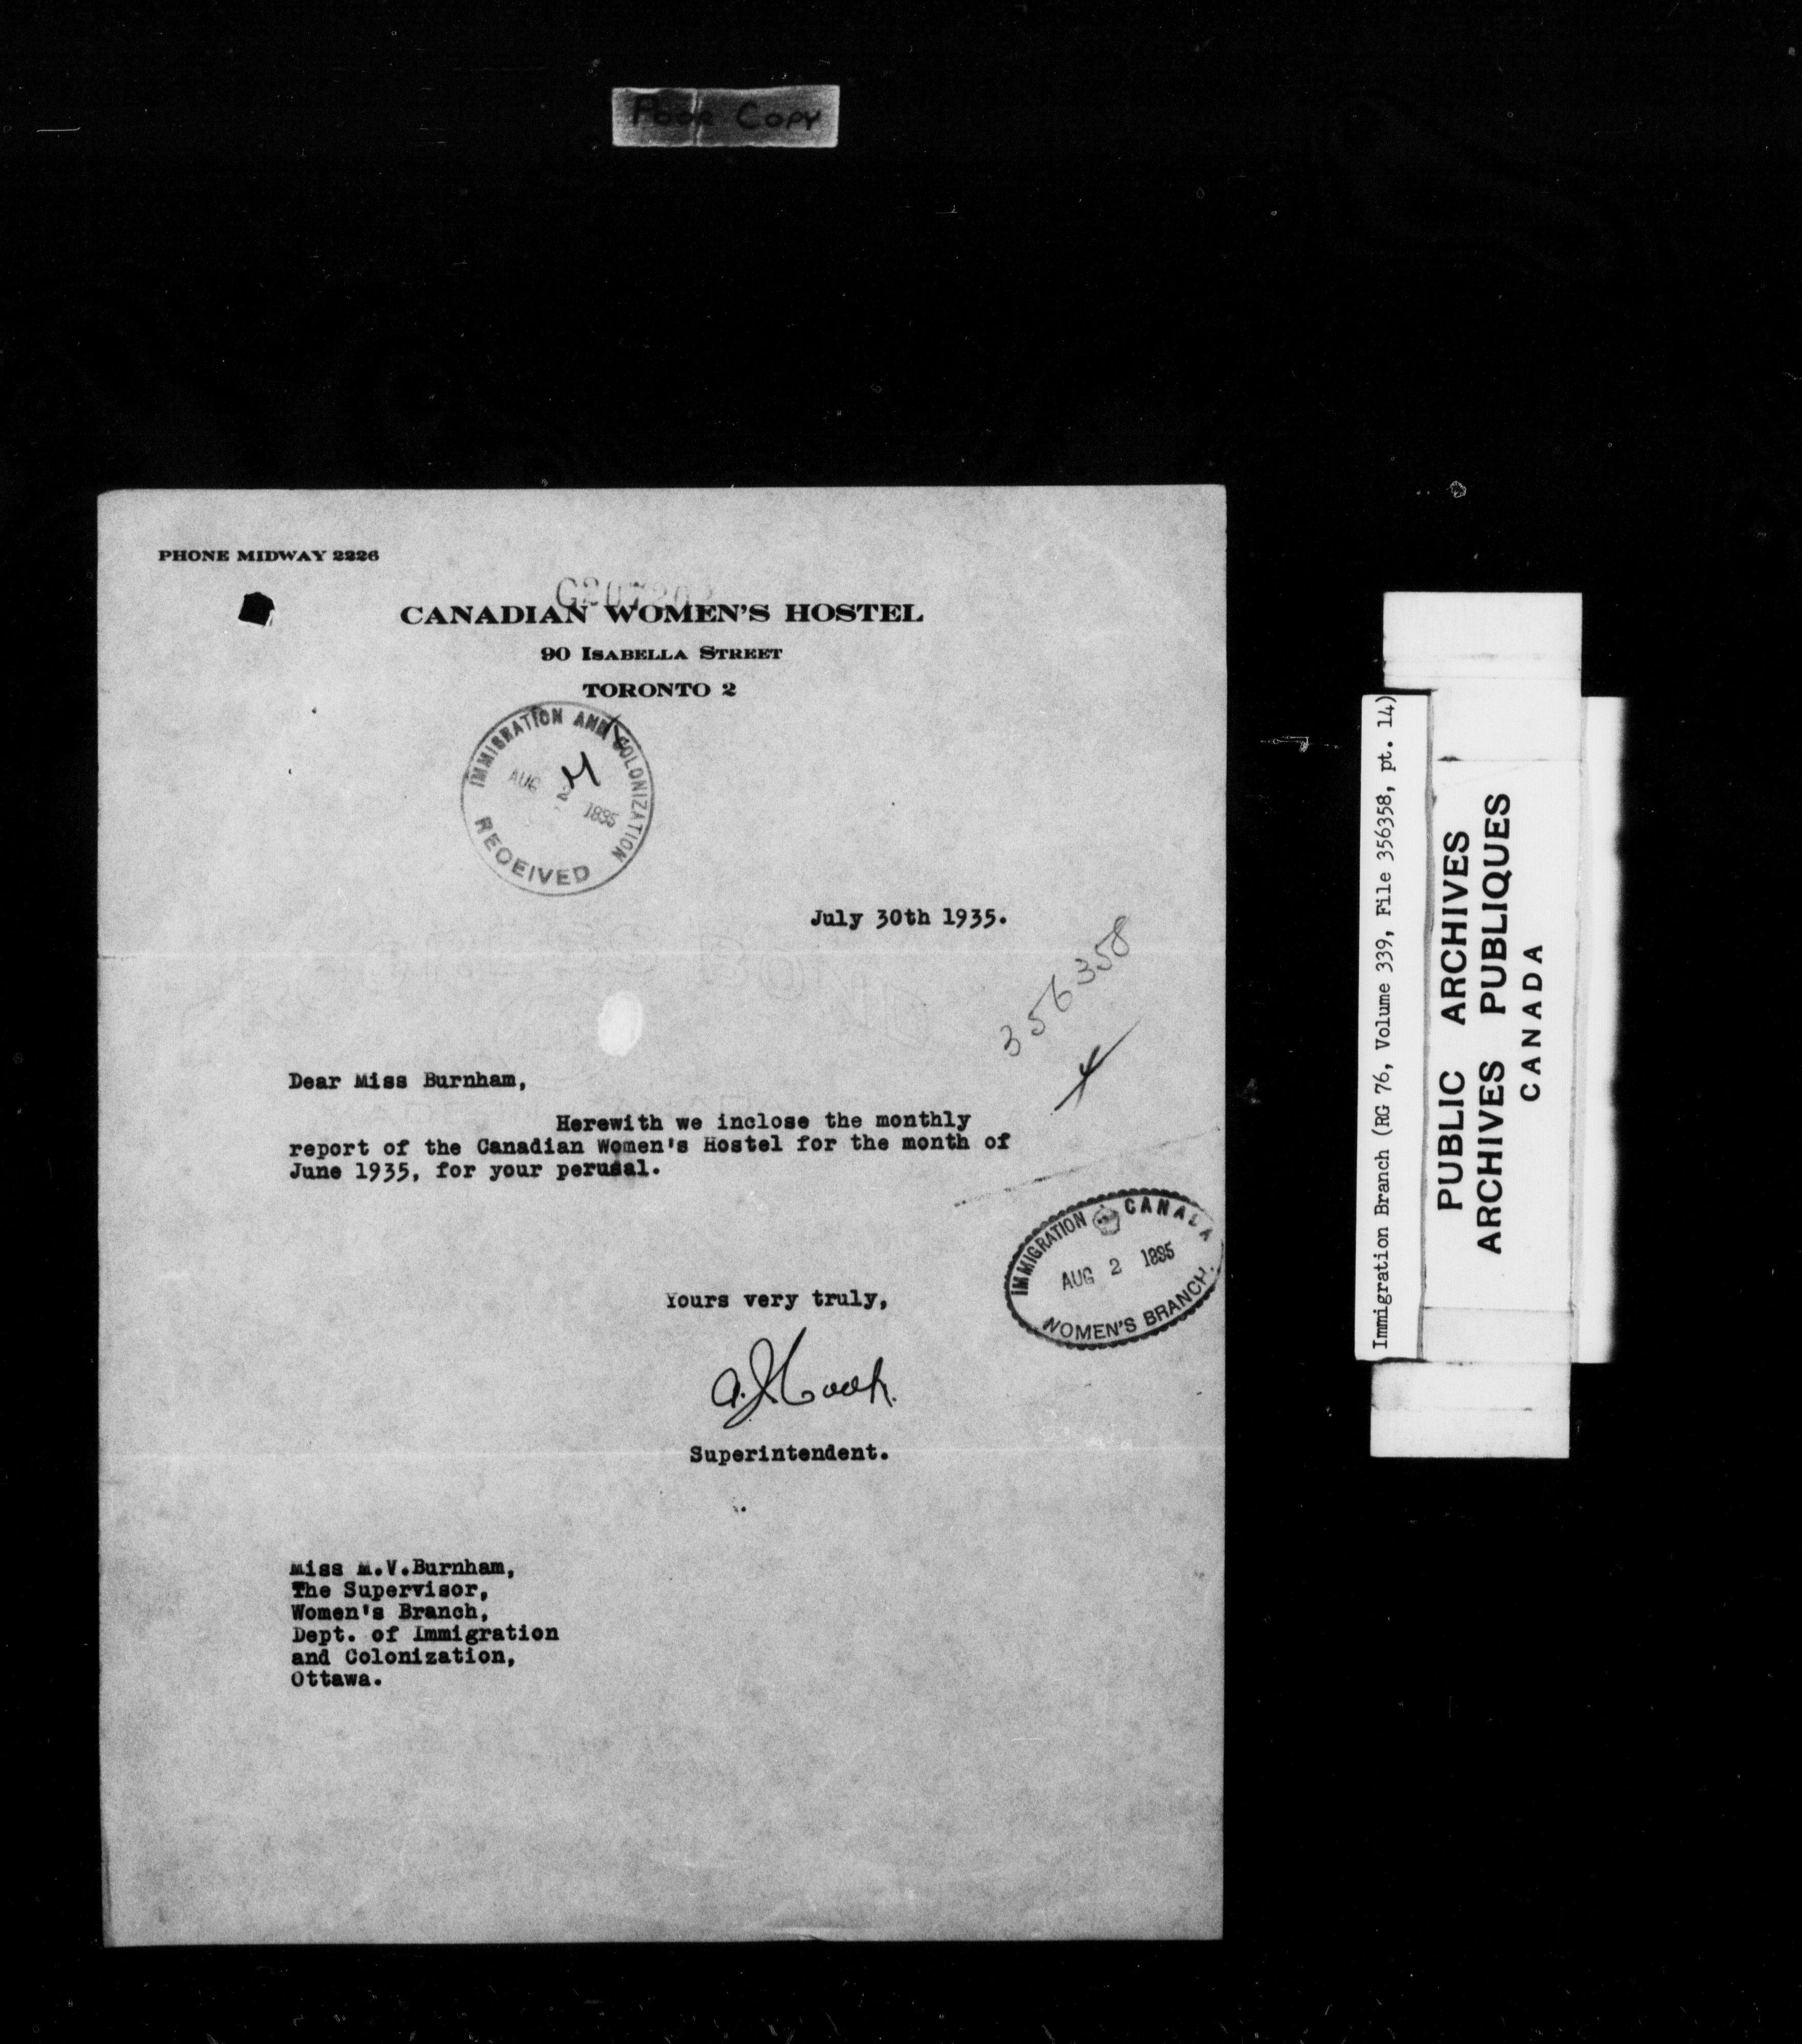 Poor Copy
PHONE MIDWAY 2226
CANADIAN WOMEN'S HOSTEL
90 ISABELLA STREET
TORONTO 2
IMMIGRATION AND COLONIZATION
AUG 2 1935
RECEIVED
July 30th 1935.
356358
Dear Miss Burnham,
Herewith we inclose the monthly
report of the Canadian Women's Hostel for the month of
June 1935, for your perusal.
IMMIGRATION CANADA
AUG 2 1935
WOMEN'S BRANCH.
Yours very truly,
Superintendent.
Miss M.V.Burnham,
The Supervisor,
Women's Branch,
Dept. of Immigration
and Colonization,
Ottawa.
Immigration Branch (RG 76, Volume 339, File 356358, pt. 14)
PUBLIC ARCHIVES
ARCHIVES PUBLIQUES
CANADA